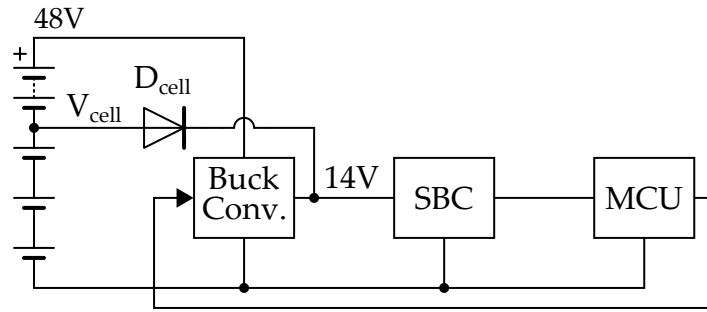 48V
+
D_cell
V_cell
Buck
Conv.
14V
SBC
MCU